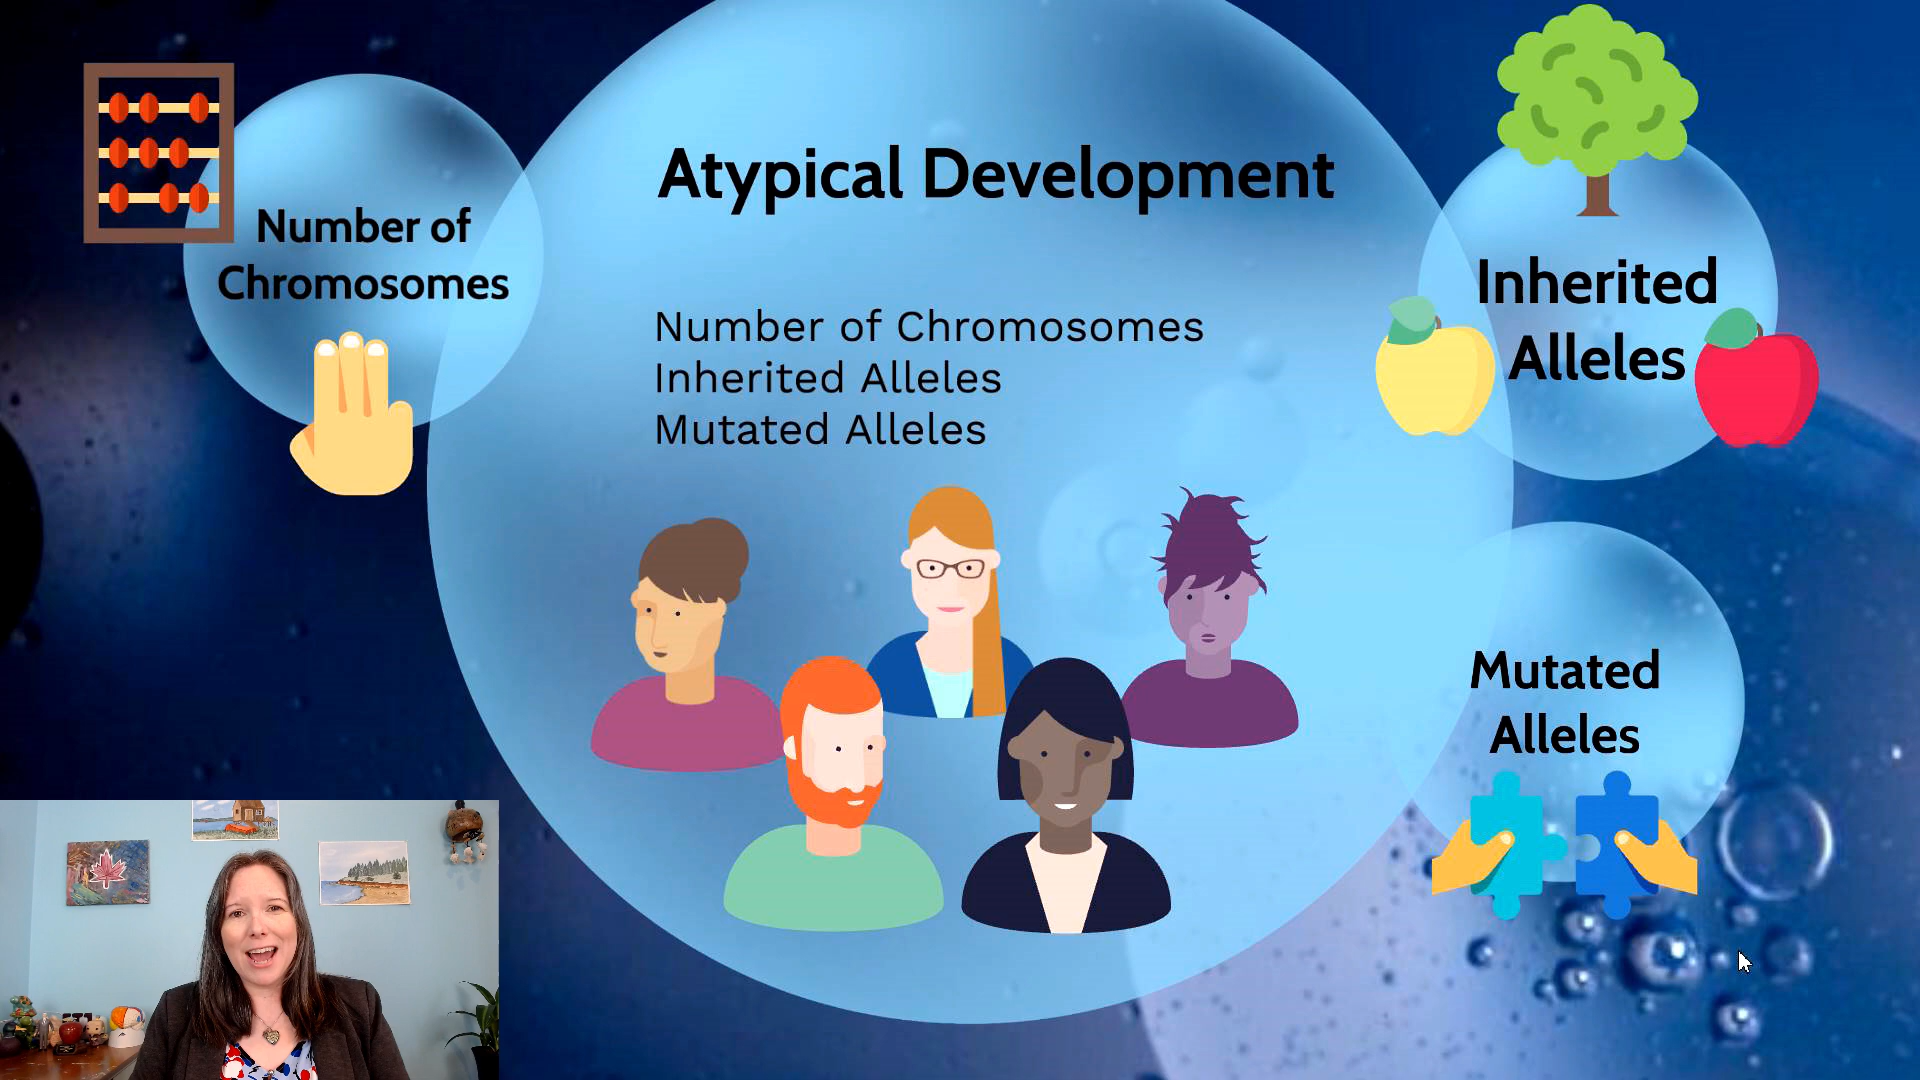 Atypical Development
Number of Chromosomes
Inherited Alleles
Mutated Alleles
Number of
Chromosomes
Inherited
Alleles
Mutated
Alleles